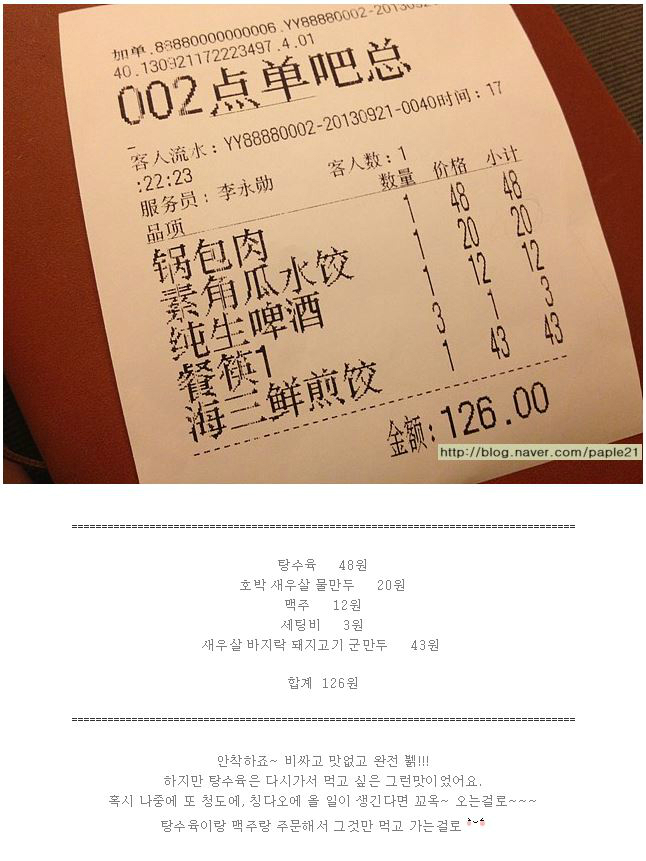 加单.88880000000006.YY88880002-2013092
40.130921172223497.4.01
002点单吧总
客人流水：YY88880002-20130921-0040时间：17
:22:23
服务员：李永勋 客人数：1
品项 数量 价格 小计
锅包肉 1 48 48
素角瓜水饺 1 20 20
纯生啤酒 1 12 12
餐筷1 3 1 3
海三鲜煎饺 1 43 43
金额：126.00
http://blog.naver.com/paple21
탕수육 48원
호박 새우살 물만두 20원
맥주 12원
세팅비 3원
새우살 바지락 돼지고기 군만두 43원
합계 126원
안착하죠~ 비싸고 맛없고 완전 뷁!!!
하지만 탕수육은 다시가서 먹고 싶은 그런맛이었어요.
혹시 나중에 또 청도에, 칭다오에 올 일이 생긴다면 꼬옥~ 오는걸로~~~
탕수육이랑 맥주랑 주문해서 그것만 먹고 가는걸로